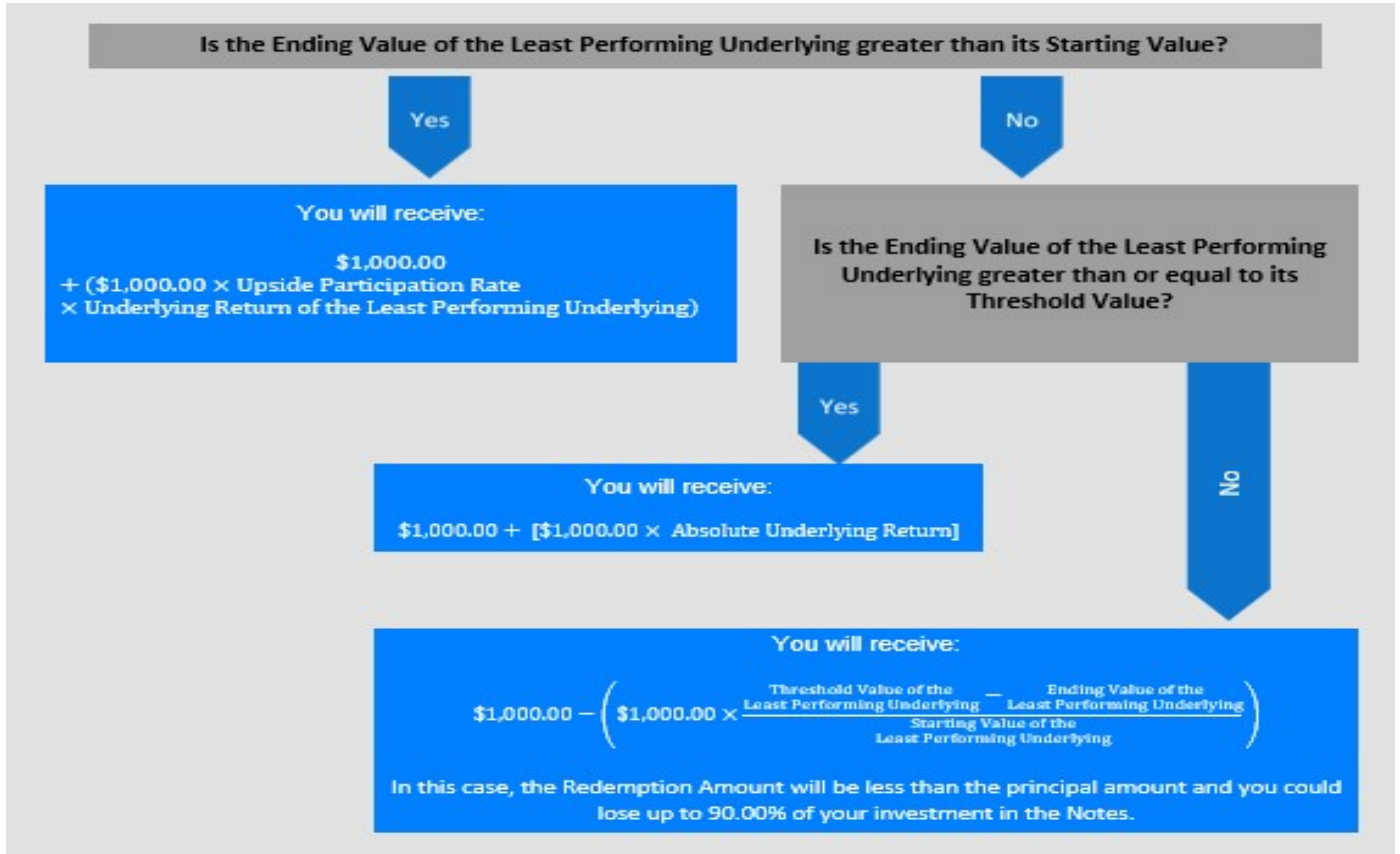 Is the Ending Value of the Least Performing Underlying greater than its Starting Value?
Yes
No
You will receive:
$1,000.00
+ ($1,000.00 × Upside Participation Rate
× Underlying Return of the Least Performing Underlying)
Is the Ending Value of the Least Performing
Underlying greater than or equal to its
Threshold Value?
Yes
No
You will receive:
$1,000.00 + [$1,000.00 × Absolute Underlying Return]
You will receive:
Threshold Value of the Ending Value of the
$1,000.00 − ($1,000.00 × Least Performing Underlying − Least Performing Underlying)
Starting Value of the
Least Performing Underlying
In this case, the Redemption Amount will be less than the principal amount and you could
lose up to 90.00% of your investment in the Notes.